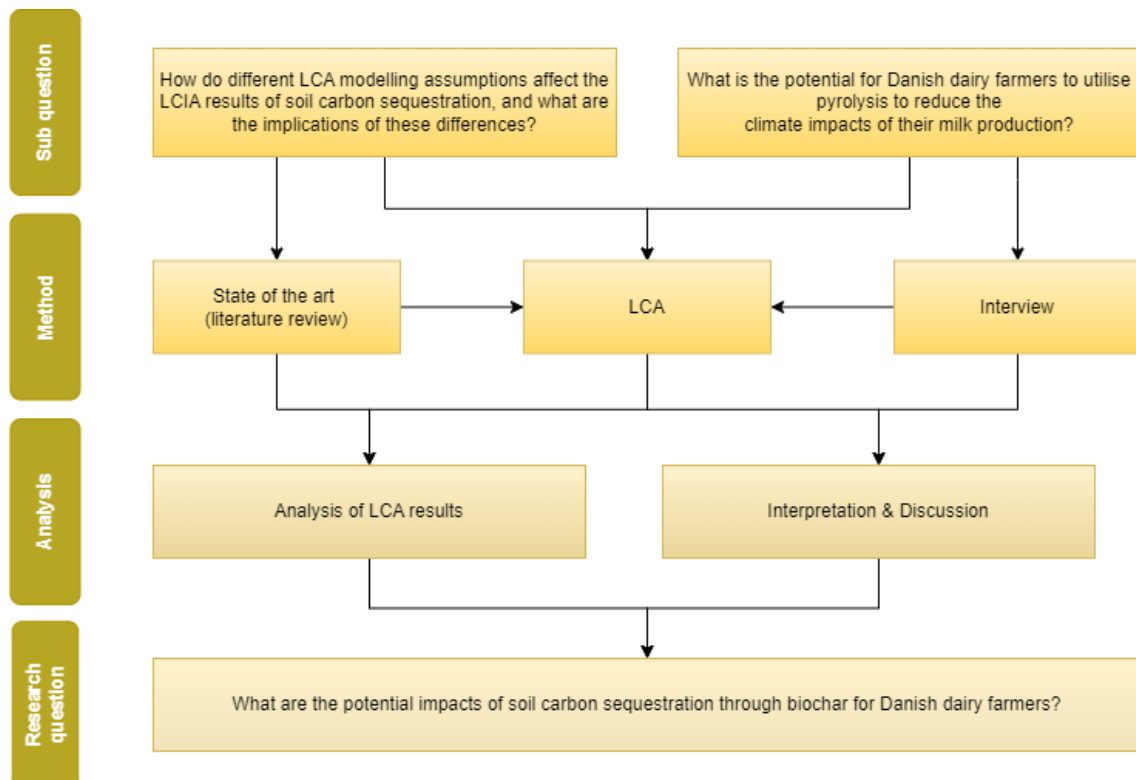 Sub question
How do different LCA modelling assumptions affect the
LCIA results of soil carbon sequestration, and what are
the implications of these differences?
What is the potential for Danish dairy farmers to utilise
pyrolysis to reduce the
climate impacts of their milk production?
Method
State of the art
(literature review)
LCA
Interview
Analysis
Analysis of LCA results
Interpretation & Discussion
Research
question
What are the potential impacts of soil carbon sequestration through biochar for Danish dairy farmers?